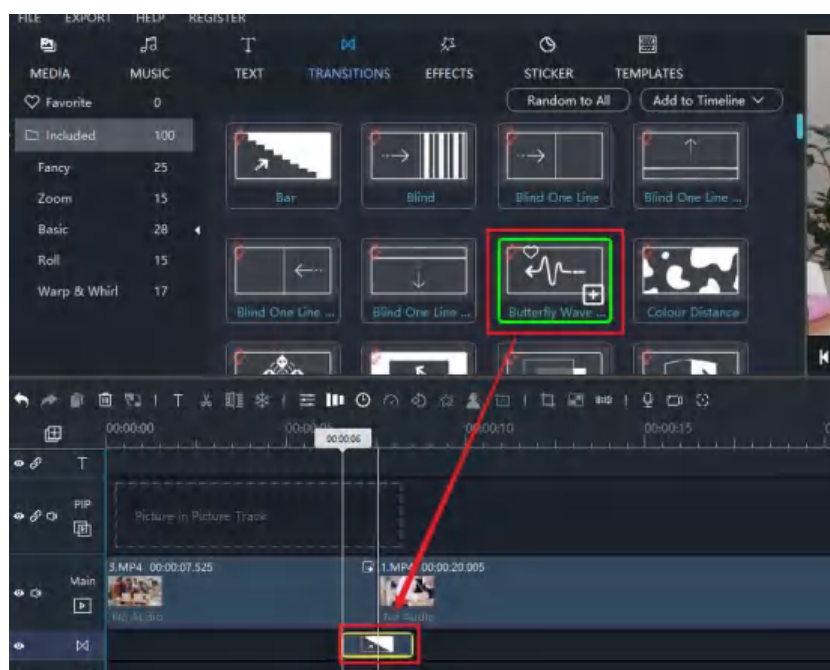 FILE EXPORT HELP REGISTER
MEDIA MUSIC TEXT TRANSITIONS EFFECTS STICKER TEMPLATES
Favorite 0
Random to All Add to Timeline
Included 100
Fancy 25
Zoom 15
Bar Blind Blind One Line Blind One Line ...
Basic 28
Roll 15
Warp & Whirl 17
Blind One Line ... Blind One Line ... Butterfly Wave ... Colour Distance
T
00:00:00 00:00:05 00:00:10 00:00:15
00:00:06
T
PIP
Picture in Picture Track
3.MP4 00:00:07.525 1.MP4 00:00:20.005
Main
No Audio No Audio